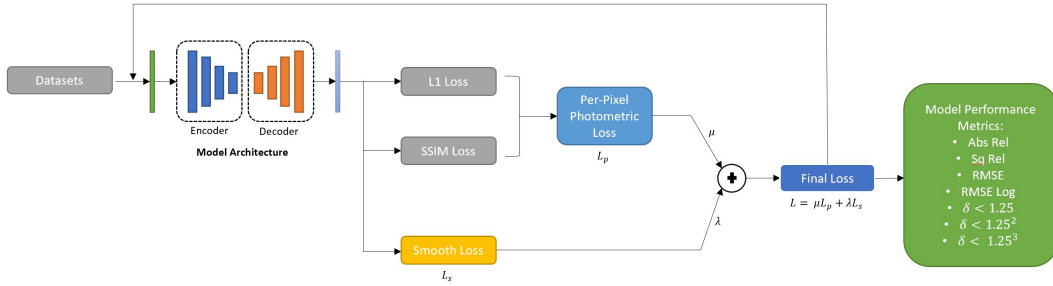 Datasets
Encoder
Decoder
Model Architecture
L1 Loss
SSIM Loss
Smooth Loss
L_s
Per-Pixel
Photometric
Loss
L_p
μ
λ
Final Loss
L = μL_p + λL_s
Model Performance
Metrics:
• Abs Rel
• Sq Rel
• RMSE
• RMSE Log
• δ < 1.25
• δ < 1.25²
• δ < 1.25³